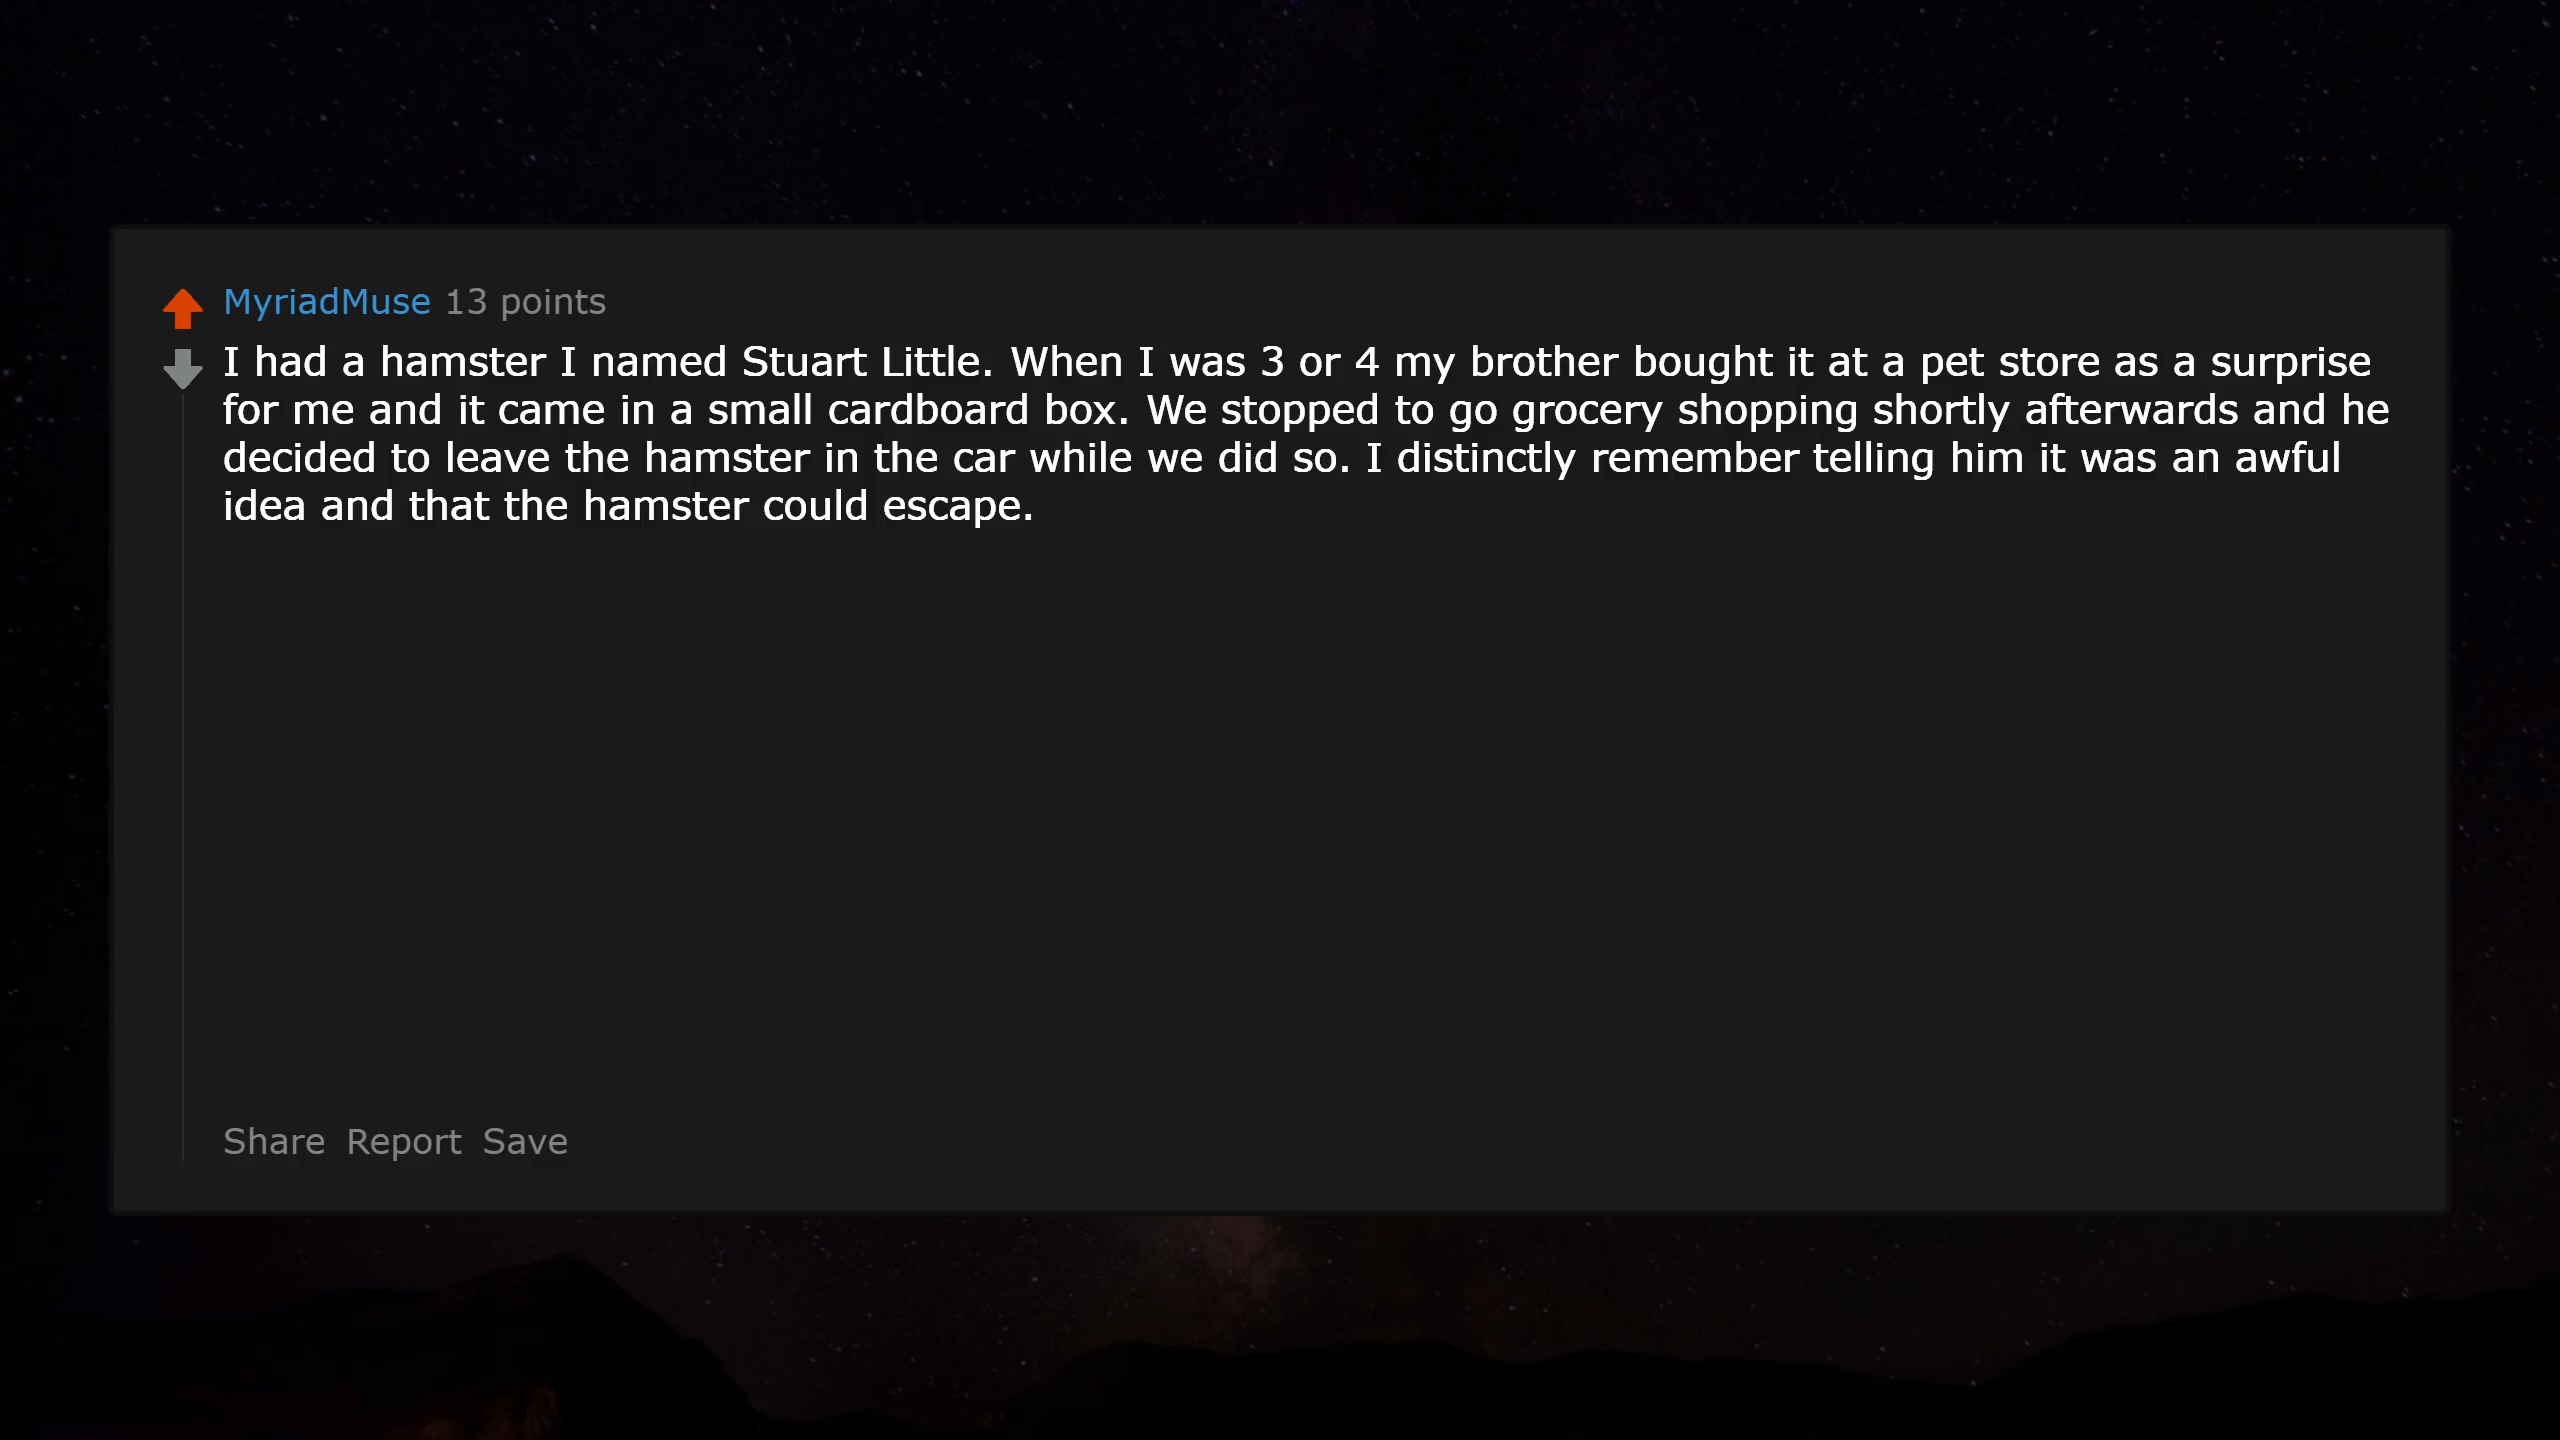 MyriadMuse 13 points
I had a hamster I named Stuart Little. When I was 3 or 4 my brother bought it at a pet store as a surprise
for me and it came in a small cardboard box. We stopped to go grocery shopping shortly afterwards and he
decided to leave the hamster in the car while we did so. I distinctly remember telling him it was an awful
idea and that the hamster could escape.
Share Report Save